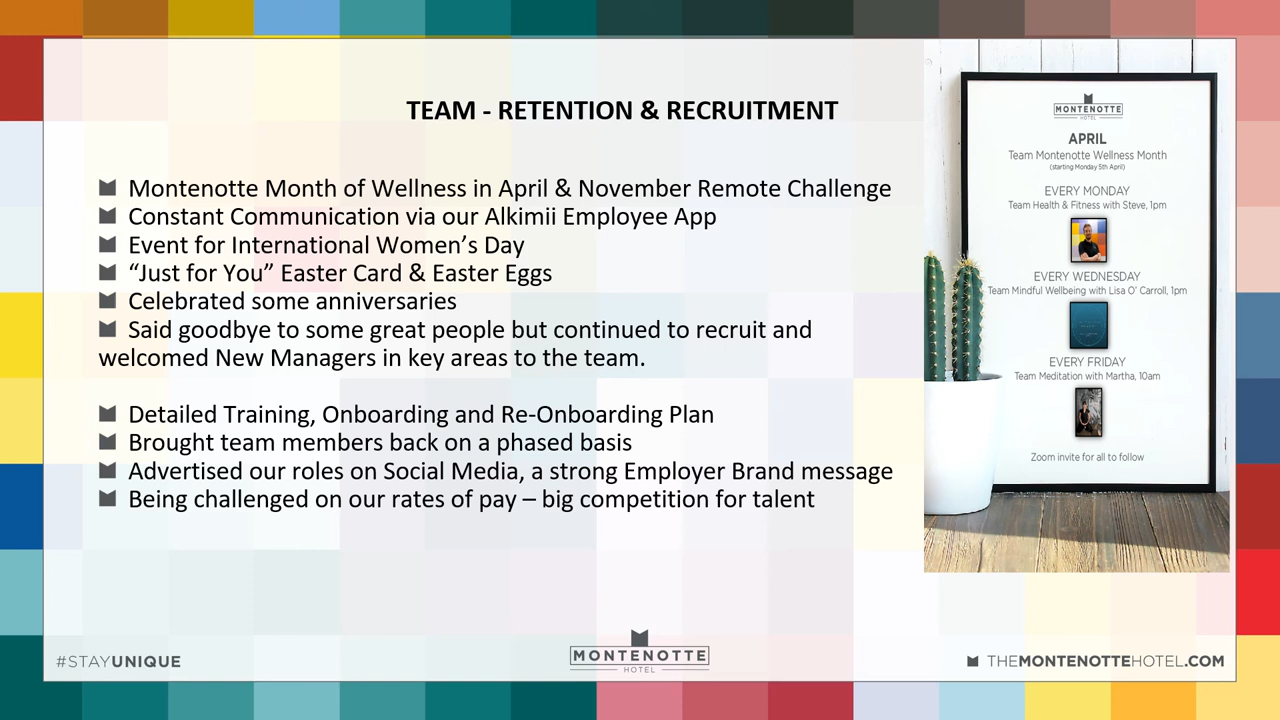 TEAM - RETENTION & RECRUITMENT
Montenotte Month of Wellness in April & November Remote Challenge
Constant Communication via our Alkimii Employee App
Event for International Women’s Day
“Just for You” Easter Card & Easter Eggs
Celebrated some anniversaries
Said goodbye to some great people but continued to recruit and
welcomed New Managers in key areas to the team.
Detailed Training, Onboarding and Re-Onboarding Plan
Brought team members back on a phased basis
Advertised our roles on Social Media, a strong Employer Brand message
Being challenged on our rates of pay – big competition for talent
MONTENOTTE
HOTEL
APRIL
Team Montenotte Wellness Month
(starting Monday 5th April)
EVERY MONDAY
Team Health & Fitness with Steve, 1pm
EVERY WEDNESDAY
Team Mindful Wellbeing with Lisa O' Carroll, 1pm
EVERY FRIDAY
Team Meditation with Martha, 10am
Zoom invite for all to follow
#STAYUNIQUE
MONTENOTTE
HOTEL
THEMONTENOTTEHOTEL.COM